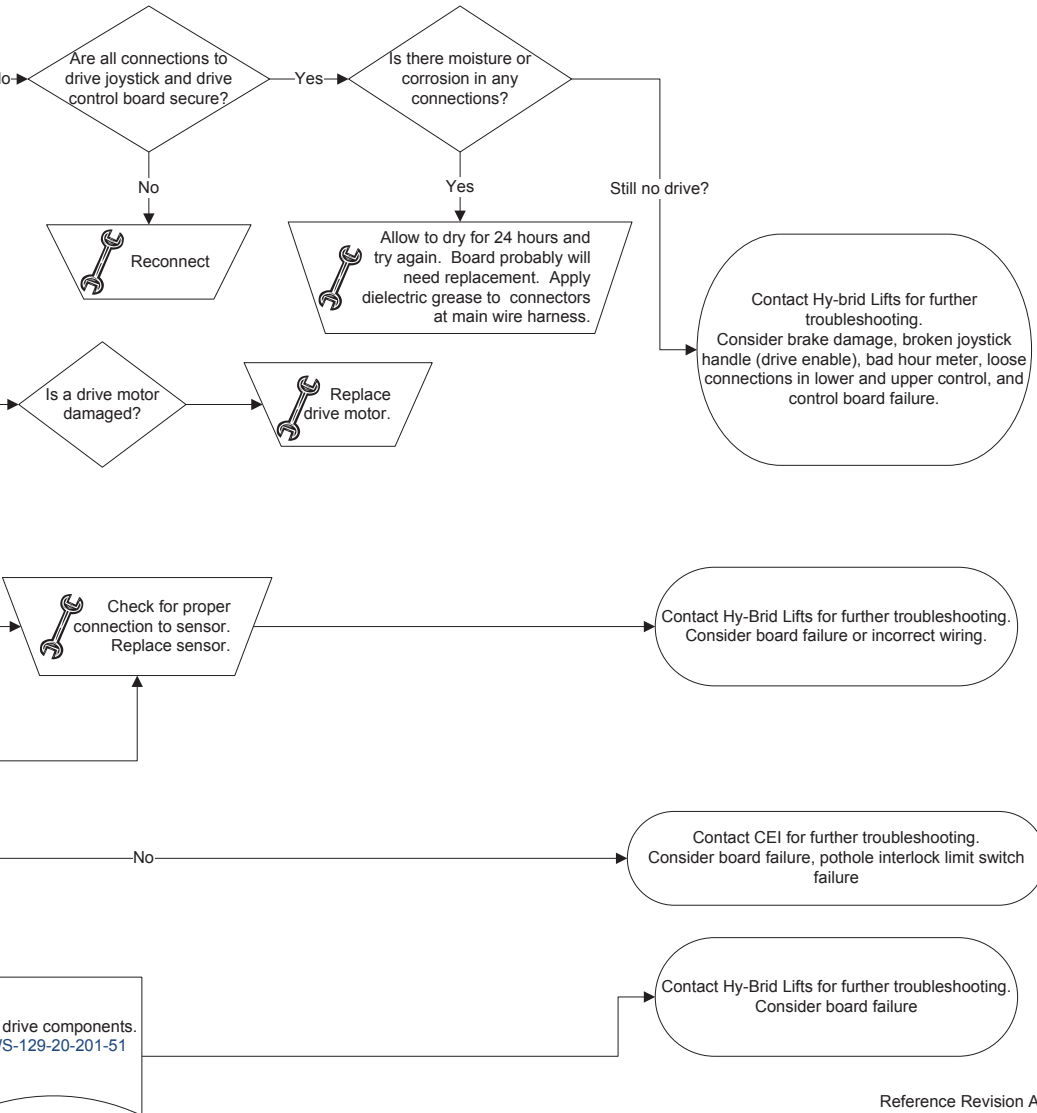 Are all connections to
drive joystick and drive
control board secure?
Yes
Is there moisture or
corrosion in any
connections?
No
Yes
Still no drive?
Reconnect
Allow to dry for 24 hours and
try again. Board probably will
need replacement. Apply
dielectric grease to connectors
at main wire harness.
Contact Hy-brid Lifts for further
troubleshooting.
Consider brake damage, broken joystick
handle (drive enable), bad hour meter, loose
connections in lower and upper control, and
control board failure.
Is a drive motor
damaged?
Replace
drive motor.
Check for proper
connection to sensor.
Replace sensor.
Contact Hy-Brid Lifts for further troubleshooting.
Consider board failure or incorrect wiring.
No
Contact CEI for further troubleshooting.
Consider board failure, pothole interlock limit switch
failure
drive components.
S-129-20-201-51
Contact Hy-Brid Lifts for further troubleshooting.
Consider board failure
Reference Revision A